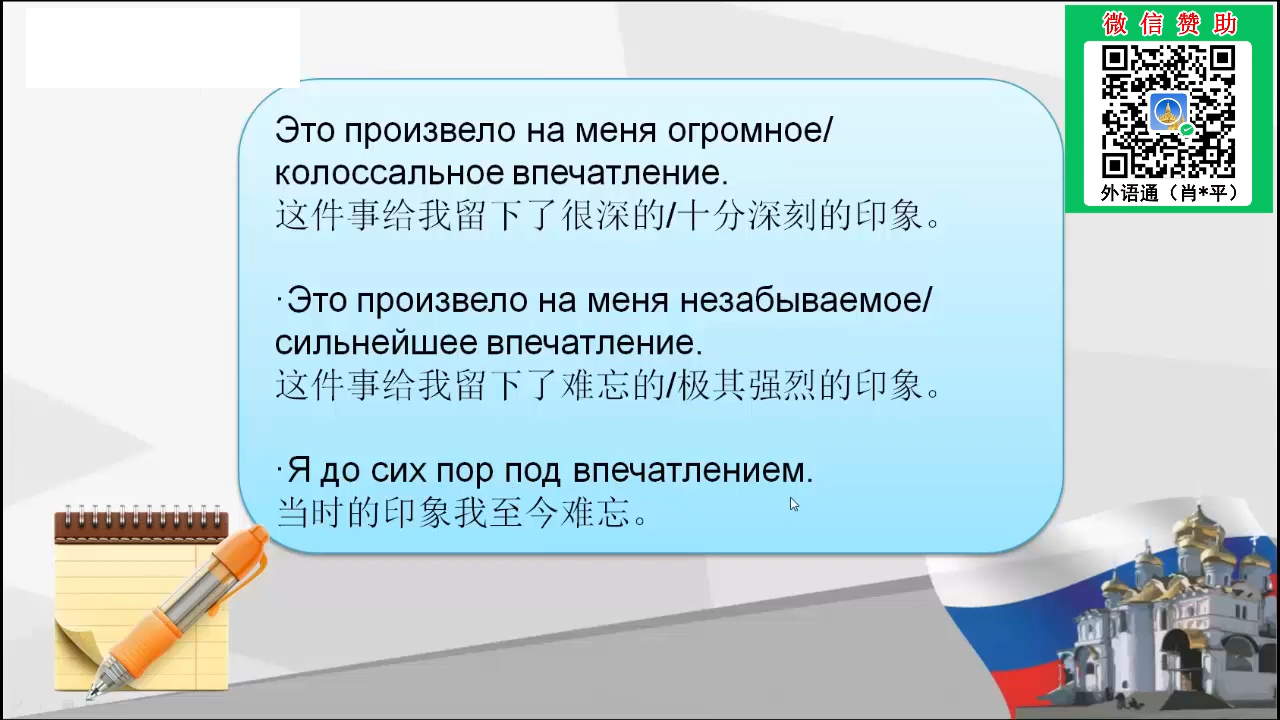 微信赞助
外语通（肖*平）
Это произвело на меня огромное/
колоссальное впечатление.
这件事给我留下了很深的/十分深刻的印象。
·Это произвело на меня незабываемое/
сильнейшее впечатление.
这件事给我留下了难忘的/极其强烈的印象。
·Я до сих пор под впечатлением.
当时的印象我至今难忘。